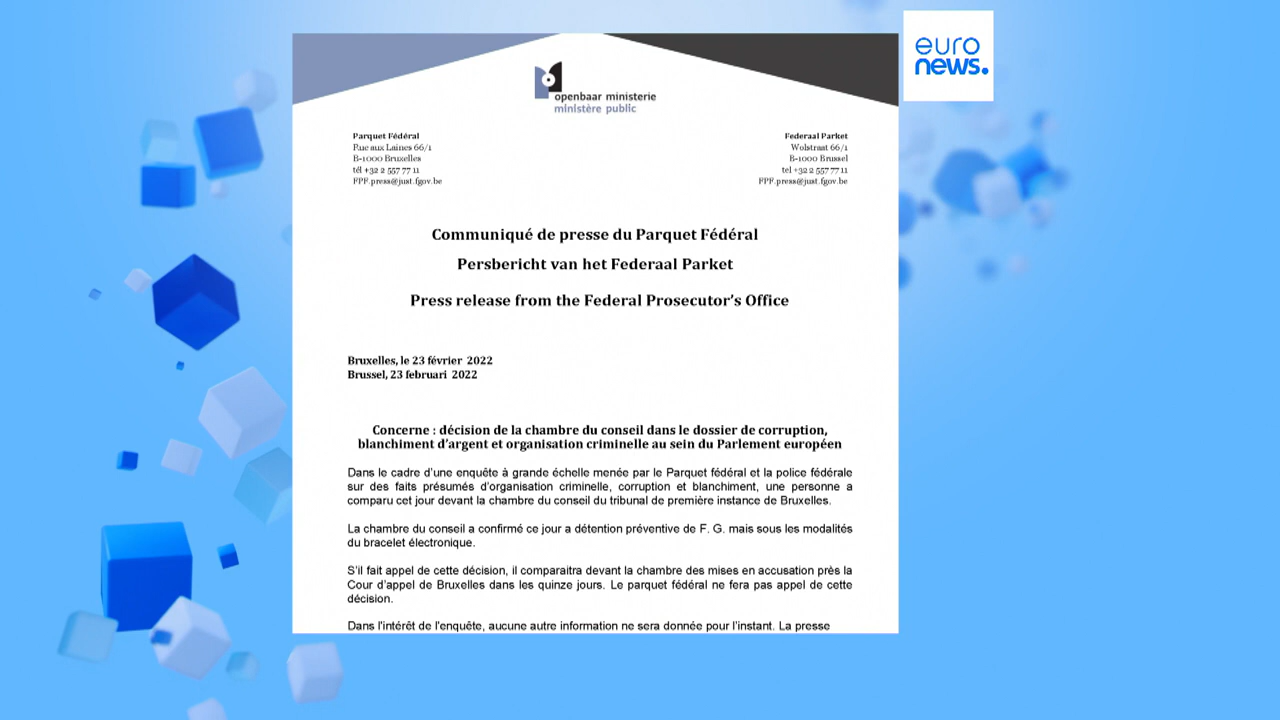 euro
news.
openbaar ministerie
ministère public
Parquet Fédéral
Rue aux Laines 66/1
B-1000 Bruxelles
tél +32 2 557 77 11
FPF.press@just.fgov.be
Federaal Parket
Wolstraat 66/1
B-1000 Brussel
tel +32 2 557 77 11
FPF.press@just.fgov.be
Communiqué de presse du Parquet Fédéral
Persbericht van het Federaal Parket
Press release from the Federal Prosecutor's Office
Bruxelles, le 23 février 2022
Brussel, 23 februari 2022
Concerne : décision de la chambre du conseil dans le dossier de corruption,
blanchiment d'argent et organisation criminelle au sein du Parlement européen
Dans le cadre d'une enquête à grande échelle menée par le Parquet fédéral et la police fédérale
sur des faits présumés d'organisation criminelle, corruption et blanchiment, une personne a
comparu cet jour devant la chambre du conseil du tribunal de première instance de Bruxelles.
La chambre du conseil a confirmé ce jour a détention préventive de F. G. mais sous les modalités
du bracelet électronique.
S'il fait appel de cette décision, il comparaitra devant la chambre des mises en accusation près la
Cour d'appel de Bruxelles dans les quinze jours. Le parquet fédéral ne fera pas appel de cette
décision.
Dans l'intérêt de l'enquête, aucune autre information ne sera donnée pour l'instant. La presse